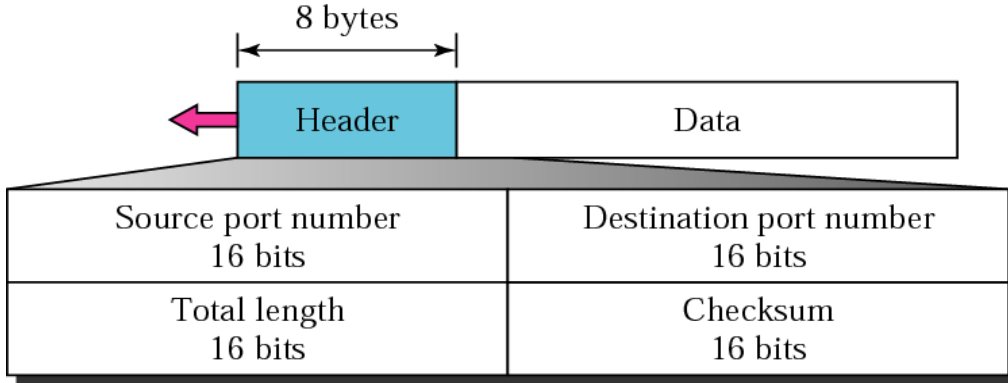 8 bytes
Header
Data
Source port number
16 bits
Destination port number
16 bits
Total length
16 bits
Checksum
16 bits